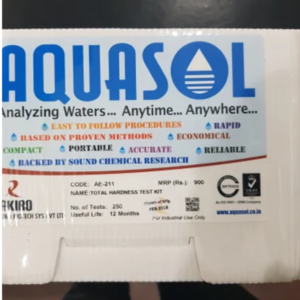 AQUASOL
Analyzing Waters... Anytime... Anywhere...
EASY TO FOLLOW PROCEDURES RAPID
BASED ON PROVEN METHODS ECONOMICAL
COMPACT PORTABLE ACCURATE RELIABLE
BACKED BY SOUND CHEMICAL RESEARCH
CODE: AE-211 MRP (Rs.): 900
NAME: TOTAL HARDNESS TEST KIT
No. of Tests: 250
Useful Life: 12 Months
For Industrial Use Only
www.aquasol.co.in